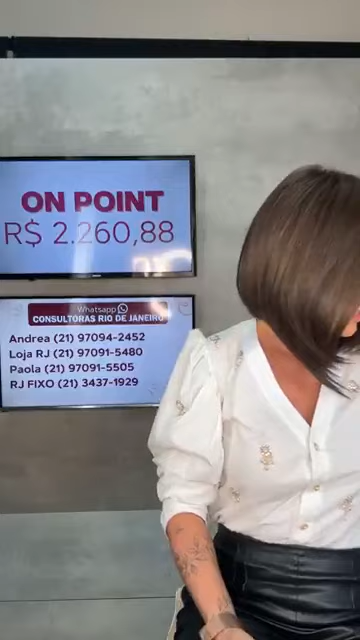 ON POINT
R$ 2.260,88
Whatsapp
CONSULTORAS RIO DE JANEIRO
Andrea (21) 97094-2452
Loja RJ (21) 97091-5480
Paola (21) 97091-5505
RJ FIXO (21) 3437-1929